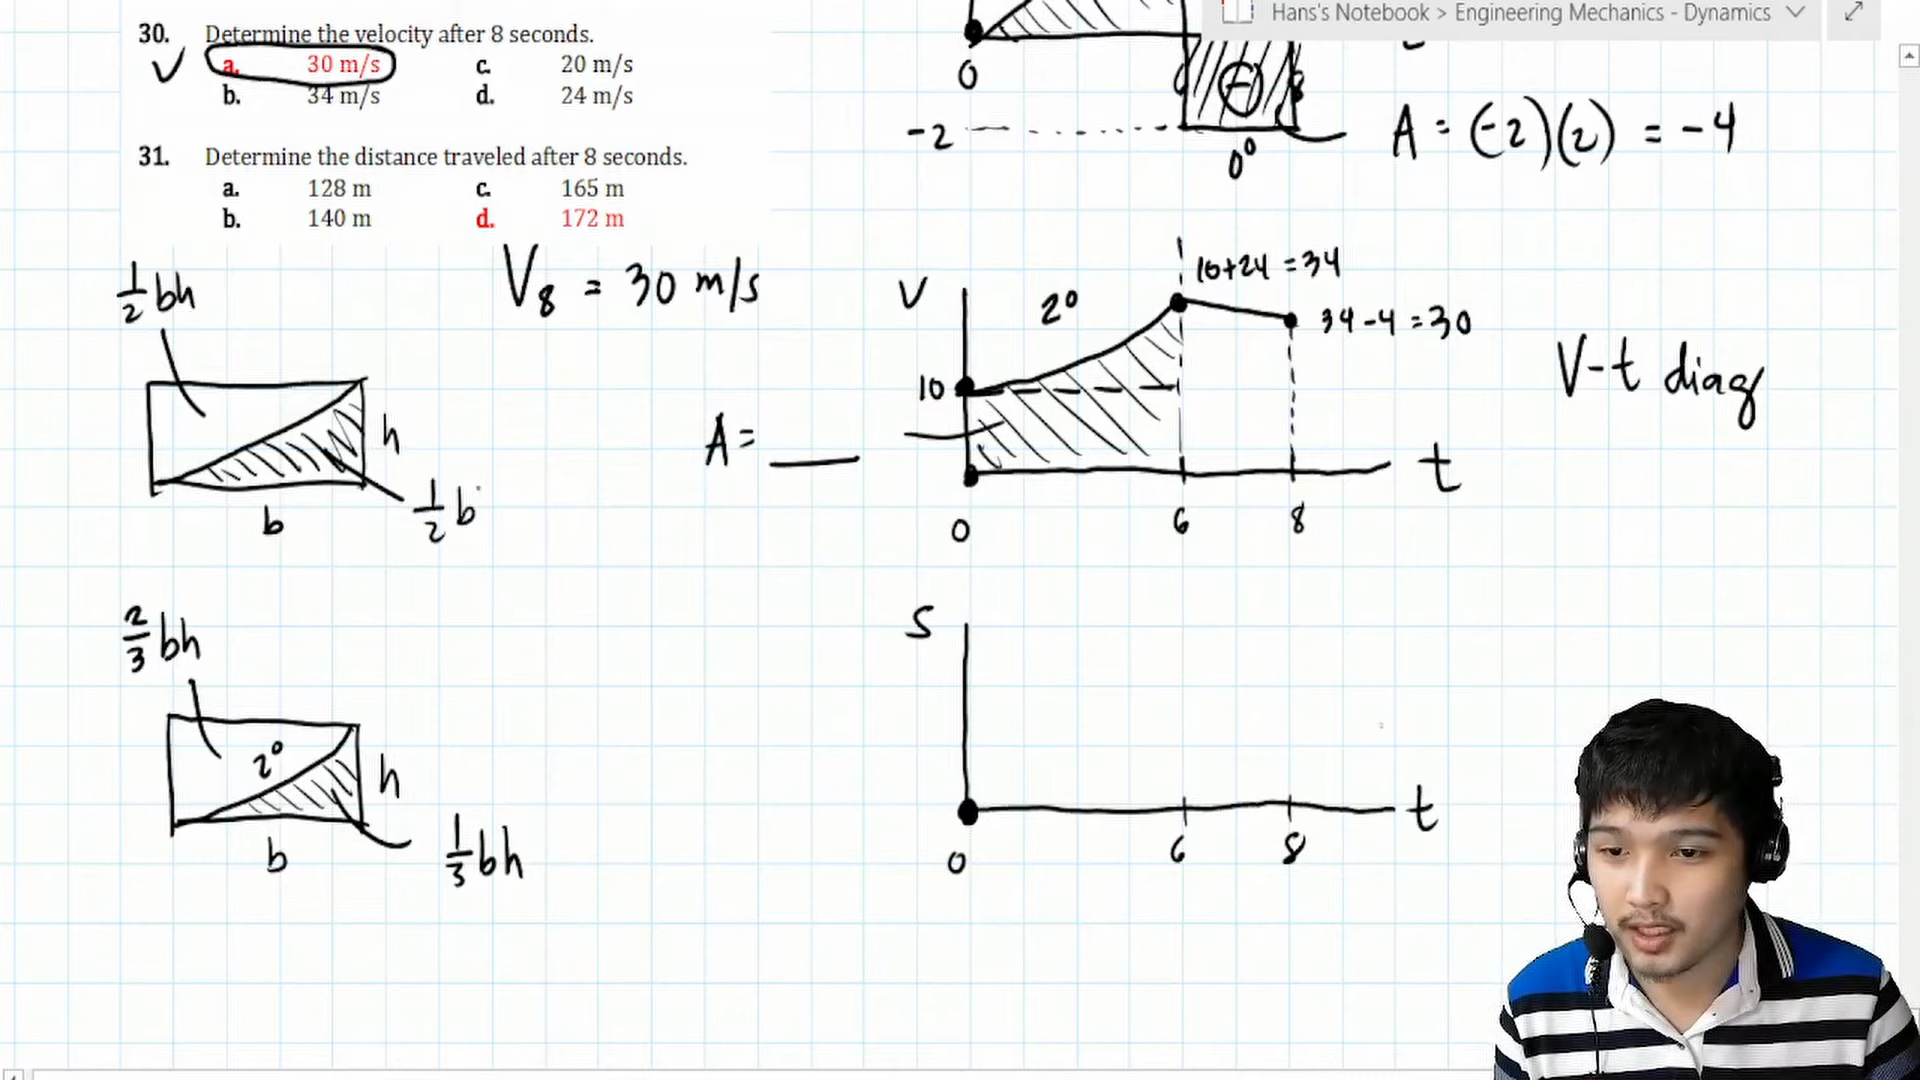 Hans's Notebook > Engineering Mechanics - Dynamics
30. Determine the velocity after 8 seconds.
a. 30 m/s c. 20 m/s
b. 34 m/s d. 24 m/s
31. Determine the distance traveled after 8 seconds.
a. 128 m c. 165 m
b. 140 m d. 172 m
0
-2
0°
A = (-2)(2) = -4
V₈ = 30 m/s
½ bh
h
b
½ b
V
2°
10+24 = 34
34-4 = 30
10
V-t diag
A = ___
t
0 6 8
⅔ bh
2°
h
b
⅓ bh
S
t
0 6 8